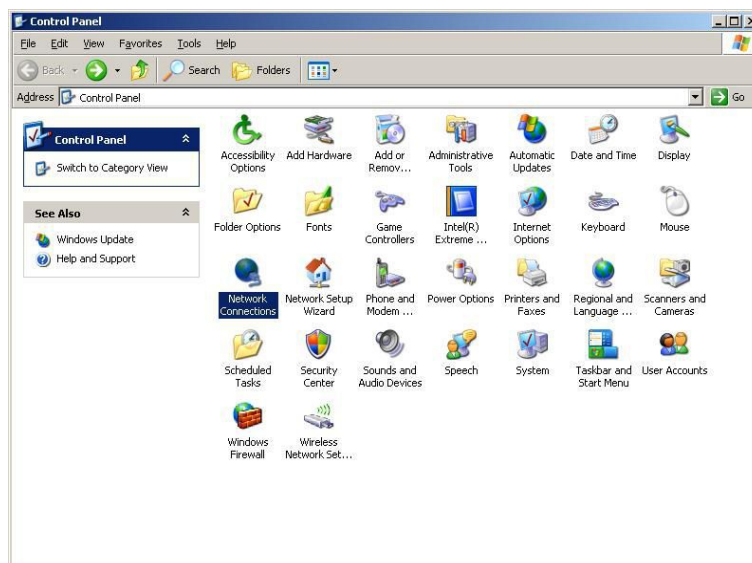 Control Panel
File Edit View Favorites Tools Help
Back Search Folders
Address Control Panel Go
Control Panel
Switch to Category View
See Also
Windows Update
Help and Support
Accessibility Options
Add Hardware
Add or Remov...
Administrative Tools
Automatic Updates
Date and Time
Display
Folder Options
Fonts
Game Controllers
Intel(R) Extreme ...
Internet Options
Keyboard
Mouse
Network Connections
Network Setup Wizard
Phone and Modem ...
Power Options
Printers and Faxes
Regional and Language ...
Scanners and Cameras
Scheduled Tasks
Security Center
Sounds and Audio Devices
Speech
System
Taskbar and Start Menu
User Accounts
Windows Firewall
Wireless Network Set...